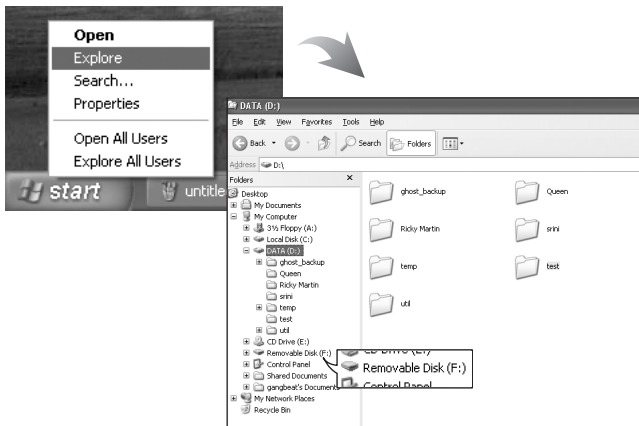 Open
Explore
Search...
Properties
Open All Users
Explore All Users
start
untitle
DATA (D:)
File Edit View Favorites Tools Help
Back Search Folders
Address D:\
Folders ×
Desktop
My Documents
My Computer
3½ Floppy (A:)
Local Disk (C:)
DATA (D:)
ghost_backup
Queen
Ricky Martin
srini
temp
test
util
CD Drive (E:)
Removable Disk (F:)
Control Panel
Shared Documents
gangbeat's Documents
My Network Places
Recycle Bin
ghost_backup Queen
Ricky Martin srini
temp test
util
CD Drive (E:)
Removable Disk (F:)
Control Panel